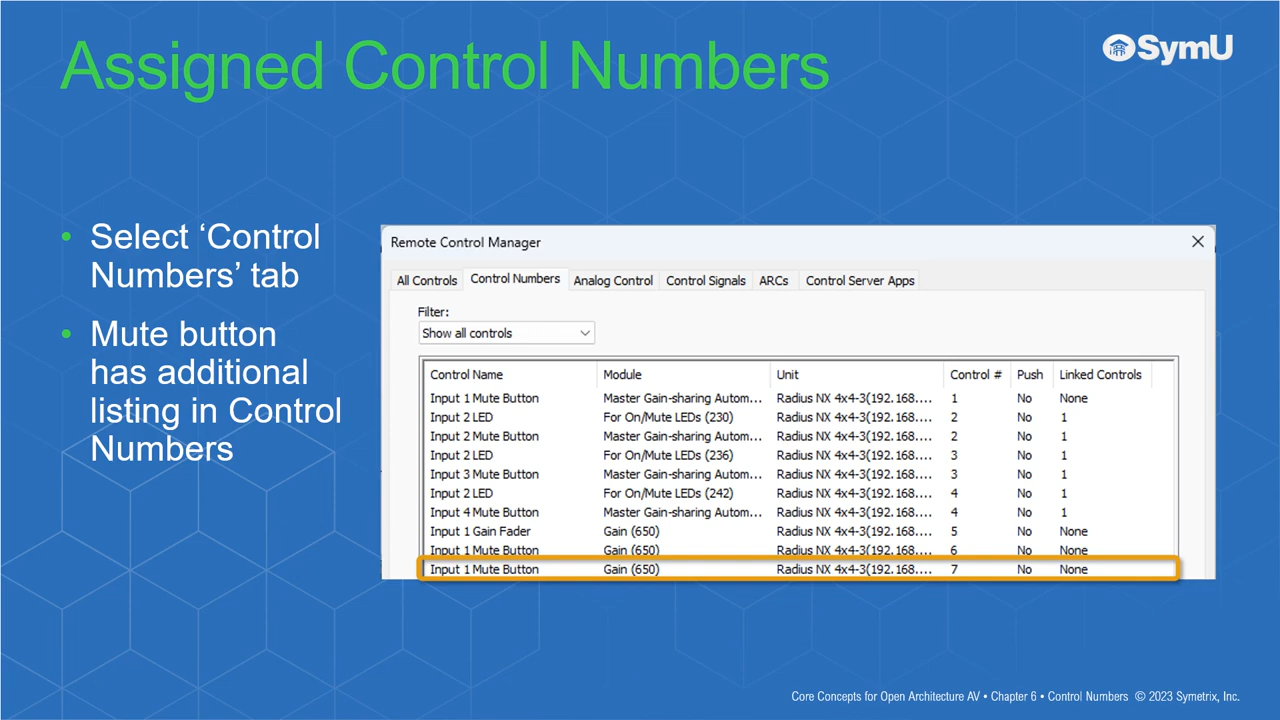 Assigned Control Numbers
SymU
• Select ‘Control
Numbers’ tab
• Mute button
has additional
listing in Control
Numbers
Remote Control Manager
All Controls Control Numbers Analog Control Control Signals ARCs Control Server Apps
Filter:
Show all controls
Control Name Module Unit Control # Push Linked Controls
Input 1 Mute Button Master Gain-sharing Autom... Radius NX 4x4-3(192.168.... 1 No None
Input 2 LED For On/Mute LEDs (230) Radius NX 4x4-3(192.168.... 2 No 1
Input 2 Mute Button Master Gain-sharing Autom... Radius NX 4x4-3(192.168.... 2 No 1
Input 2 LED For On/Mute LEDs (236) Radius NX 4x4-3(192.168.... 3 No 1
Input 3 Mute Button Master Gain-sharing Autom... Radius NX 4x4-3(192.168.... 3 No 1
Input 2 LED For On/Mute LEDs (242) Radius NX 4x4-3(192.168.... 4 No 1
Input 4 Mute Button Master Gain-sharing Autom... Radius NX 4x4-3(192.168.... 4 No 1
Input 1 Gain Fader Gain (650) Radius NX 4x4-3(192.168.... 5 No None
Input 1 Mute Button Gain (650) Radius NX 4x4-3(192.168.... 6 No None
Input 1 Mute Button Gain (650) Radius NX 4x4-3(192.168.... 7 No None
Core Concepts for Open Architecture AV • Chapter 6 • Control Numbers © 2023 Symetrix, Inc.